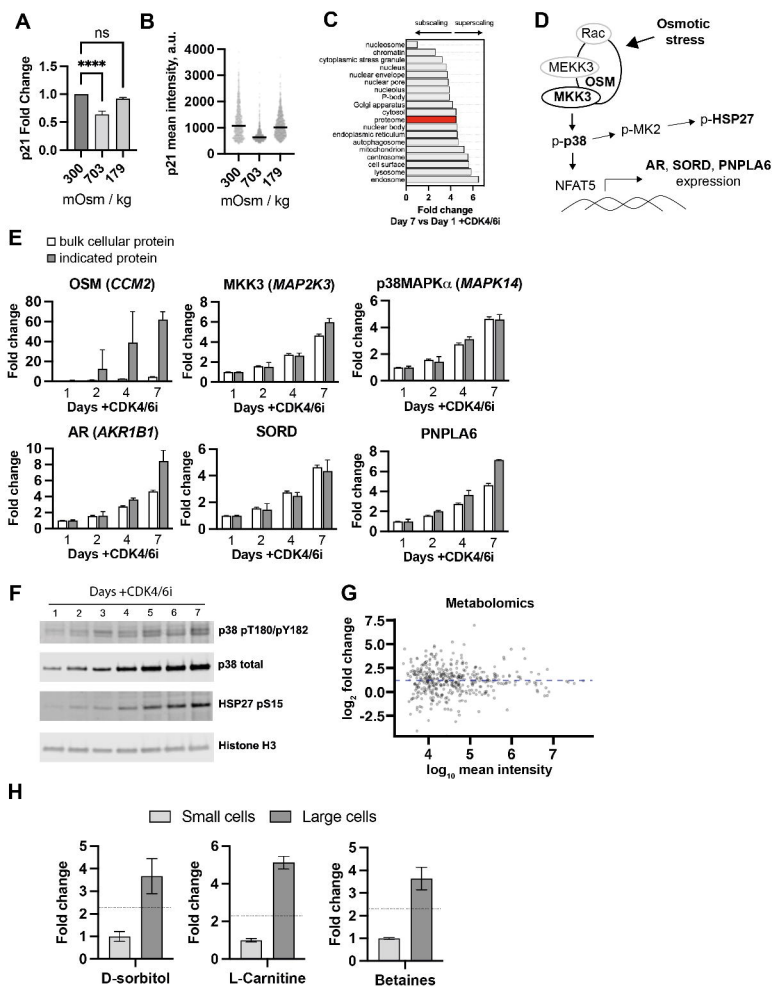 A
ns
****
p21 Fold Change
1.5
1.0
0.5
0.0
300
703
179
mOsm / kg
B
p21 mean intensity, a.u.
4000
3000
2000
1000
300
703
179
mOsm / kg
C
subscaling
superscaling
nucleosome
chromatin
cytoplasmic stress granule
nucleus
nuclear envelope
nuclear pore
nucleolus
P-body
Golgi apparatus
cytosol
proteome
nuclear body
endoplasmic reticulum
autophagosome
mitochondrion
centrosome
cell surface
lysosome
endosome
0 2 4 6
Fold change
Day 7 vs Day 1 +CDK4/6i
D
Rac
Osmotic
stress
MEKK3
OSM
MKK3
p-p38
p-MK2
p-HSP27
NFAT5
AR, SORD, PNPLA6
expression
E
bulk cellular protein
indicated protein
OSM (CCM2)
Fold change
80
60
40
20
0
1 2 4 7
Days +CDK4/6i
MKK3 (MAP2K3)
Fold change
8
6
4
2
0
1 2 4 7
Days +CDK4/6i
p38MAPKα (MAPK14)
Fold change
6
4
2
0
1 2 4 7
Days +CDK4/6i
AR (AKR1B1)
Fold change
10
8
6
4
2
0
1 2 4 7
Days +CDK4/6i
SORD
Fold change
6
4
2
0
1 2 4 7
Days +CDK4/6i
PNPLA6
Fold change
8
6
4
2
0
1 2 4 7
Days +CDK4/6i
F
Days +CDK4/6i
1 2 3 4 5 6 7
p38 pT180/pY182
p38 total
HSP27 pS15
Histone H3
G
Metabolomics
log2 fold change
7.5
5.0
2.5
0.0
-2.5
4 5 6 7
log10 mean intensity
H
Small cells
Large cells
Fold change
5
4
3
2
1
0
D-sorbitol
Fold change
6
4
2
0
L-Carnitine
Fold change
5
4
3
2
1
0
Betaines